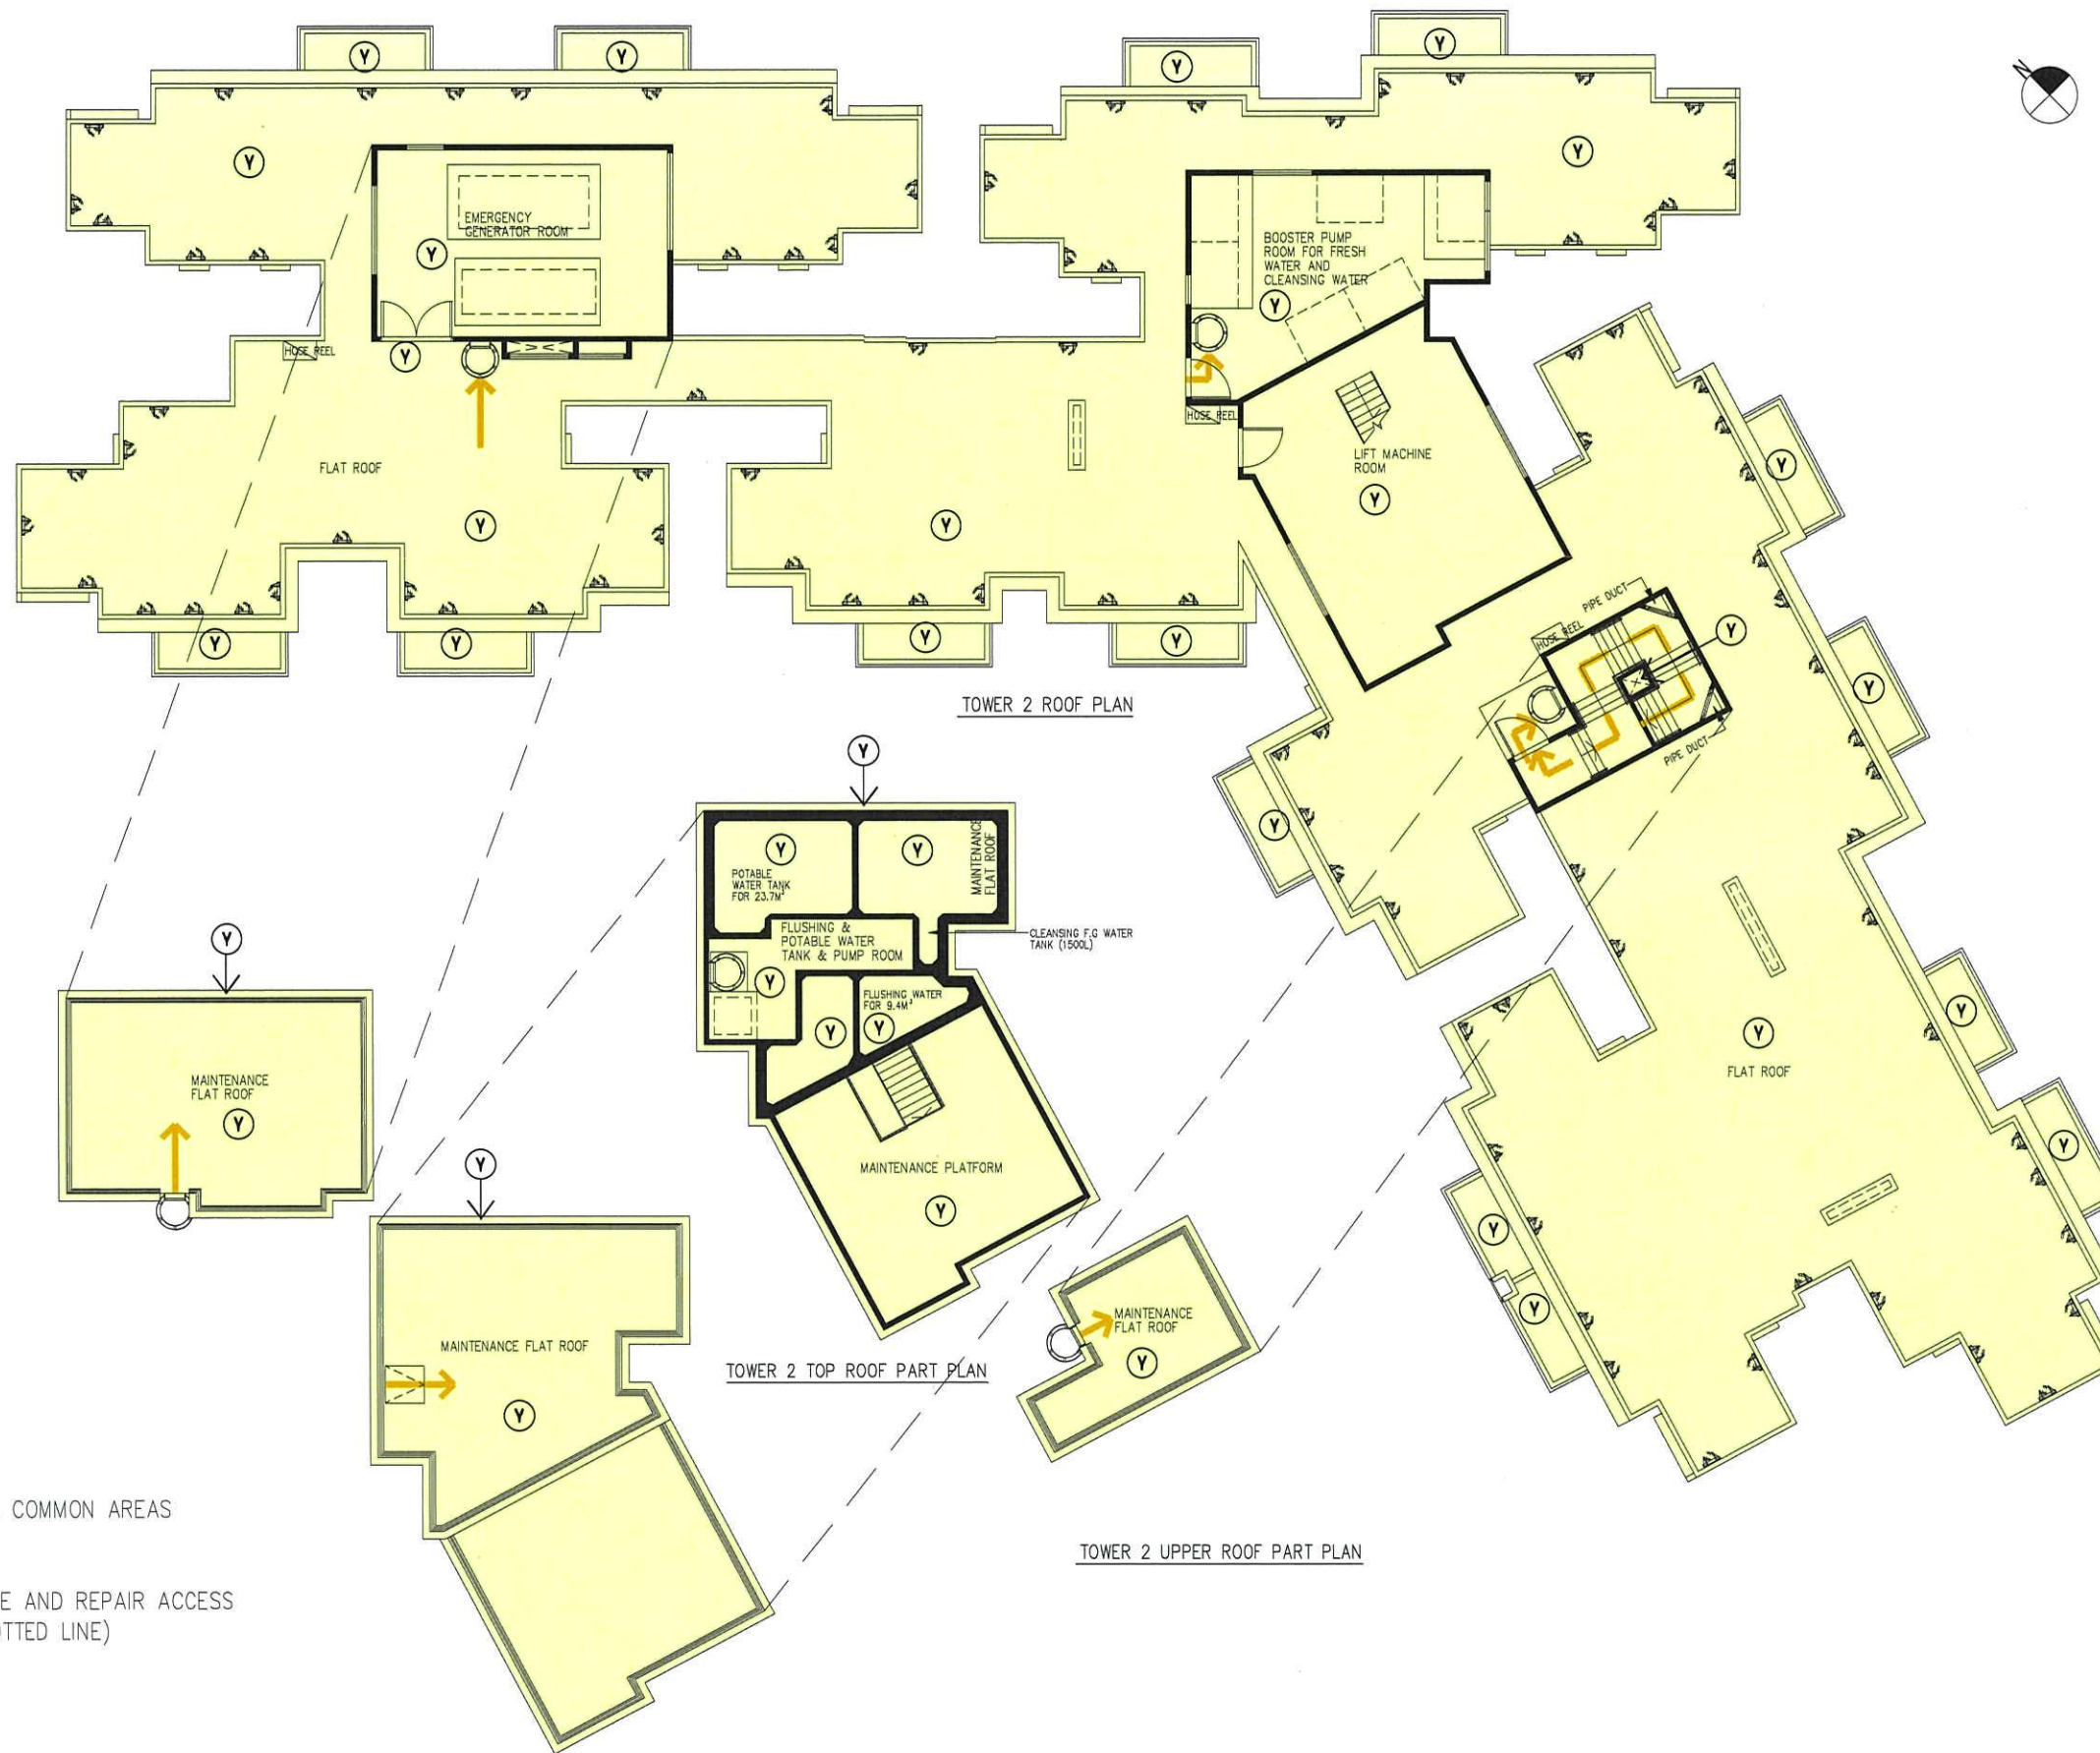 Y
Y
Y
Y
N
Y
Y
EMERGENCY
GENERATOR ROOM
Y
BOOSTER PUMP
ROOM FOR FRESH
WATER AND
CLEANSING WATER
Y
HOSE REEL
Y
HOSE REEL
LIFT MACHINE
ROOM
Y
Y
FLAT ROOF
Y
Y
PIPE DUCT
HOSE REEL
Y
PIPE DUCT
Y
Y
Y
Y
Y
TOWER 2 ROOF PLAN
Y
Y
Y
Y
FLAT ROOF
Y
Y
Y
Y
Y
Y
POTABLE
WATER TANK
FOR 23.7M³
Y
MAINTENANCE
FLAT ROOF
FLUSHING &
POTABLE WATER
TANK & PUMP ROOM
Y
CLEANSING F.G WATER
TANK (1500L)
FLUSHING WATER
FOR 9.4M³
Y
Y
MAINTENANCE PLATFORM
Y
Y
MAINTENANCE
FLAT ROOF
Y
Y
MAINTENANCE FLAT ROOF
Y
TOWER 2 TOP ROOF PART PLAN
MAINTENANCE
FLAT ROOF
Y
TOWER 2 UPPER ROOF PART PLAN
COMMON AREAS
E AND REPAIR ACCESS
TTED LINE)